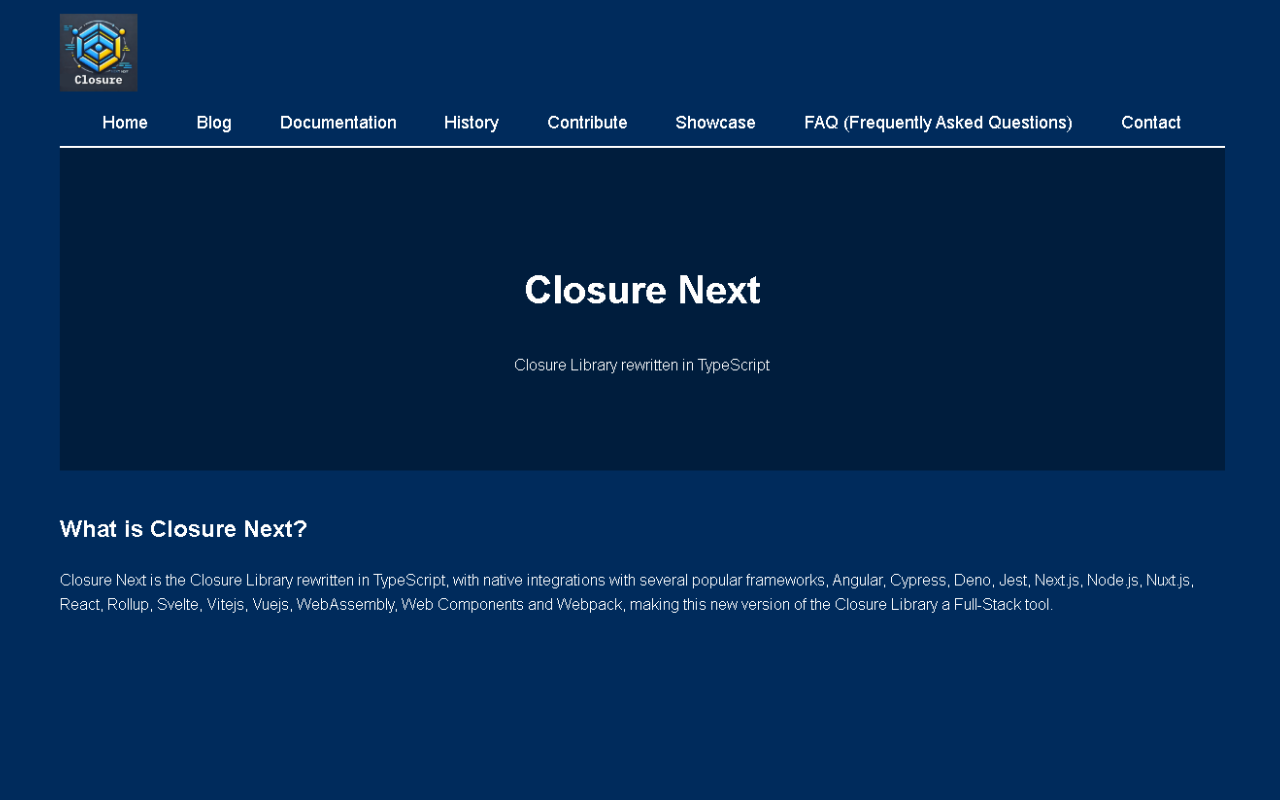 Closure
Home Blog Documentation History Contribute Showcase FAQ (Frequently Asked Questions) Contact
Closure Next
Closure Library rewritten in TypeScript
What is Closure Next?
Closure Next is the Closure Library rewritten in TypeScript, with native integrations with several popular frameworks, Angular, Cypress, Deno, Jest, Next.js, Node.js, Nuxt.js,
React, Rollup, Svelte, Vitejs, Vuejs, WebAssembly, Web Components and Webpack, making this new version of the Closure Library a Full-Stack tool.